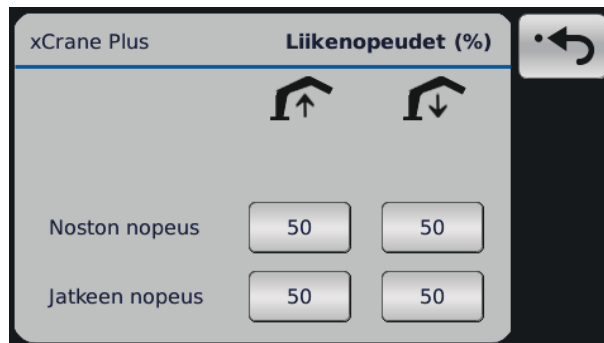 xCrane Plus Liikenopeudet (%)
Noston nopeus 50 50
Jatkeen nopeus 50 50